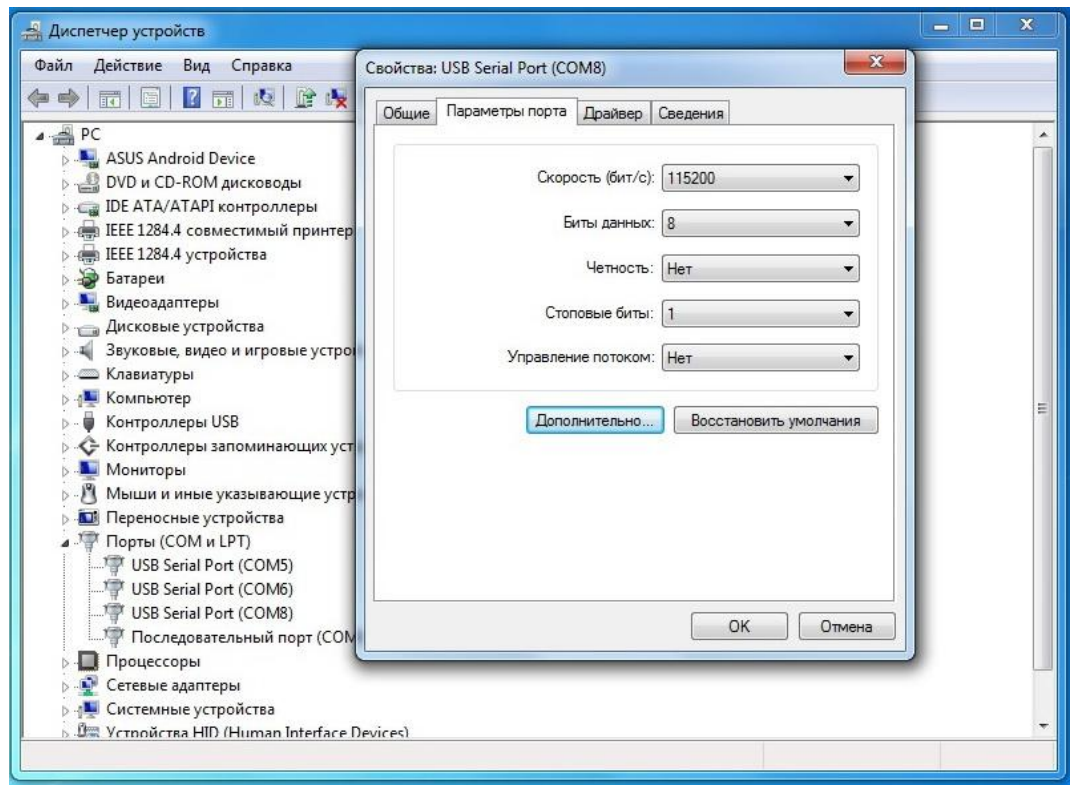 Диспетчер устройств
Файл Действие Вид Справка
PC
ASUS Android Device
DVD и CD-ROM дисководы
IDE ATA/ATAPI контроллеры
IEEE 1284.4 совместимый принтер
IEEE 1284.4 устройства
Батареи
Видеоадаптеры
Дисковые устройства
Звуковые, видео и игровые устро
Клавиатуры
Компьютер
Контроллеры USB
Контроллеры запоминающих уст
Мониторы
Мыши и иные указывающие устр
Переносные устройства
Порты (COM и LPT)
USB Serial Port (COM5)
USB Serial Port (COM6)
USB Serial Port (COM8)
Последовательный порт (COM
Процессоры
Сетевые адаптеры
Системные устройства
Устройства HID (Human Interface Devices)
Свойства: USB Serial Port (COM8)
Общие Параметры порта Драйвер Сведения
Скорость (бит/с): 115200
Биты данных: 8
Четность: Нет
Стоповые биты: 1
Управление потоком: Нет
Дополнительно... Восстановить умолчания
OK Отмена